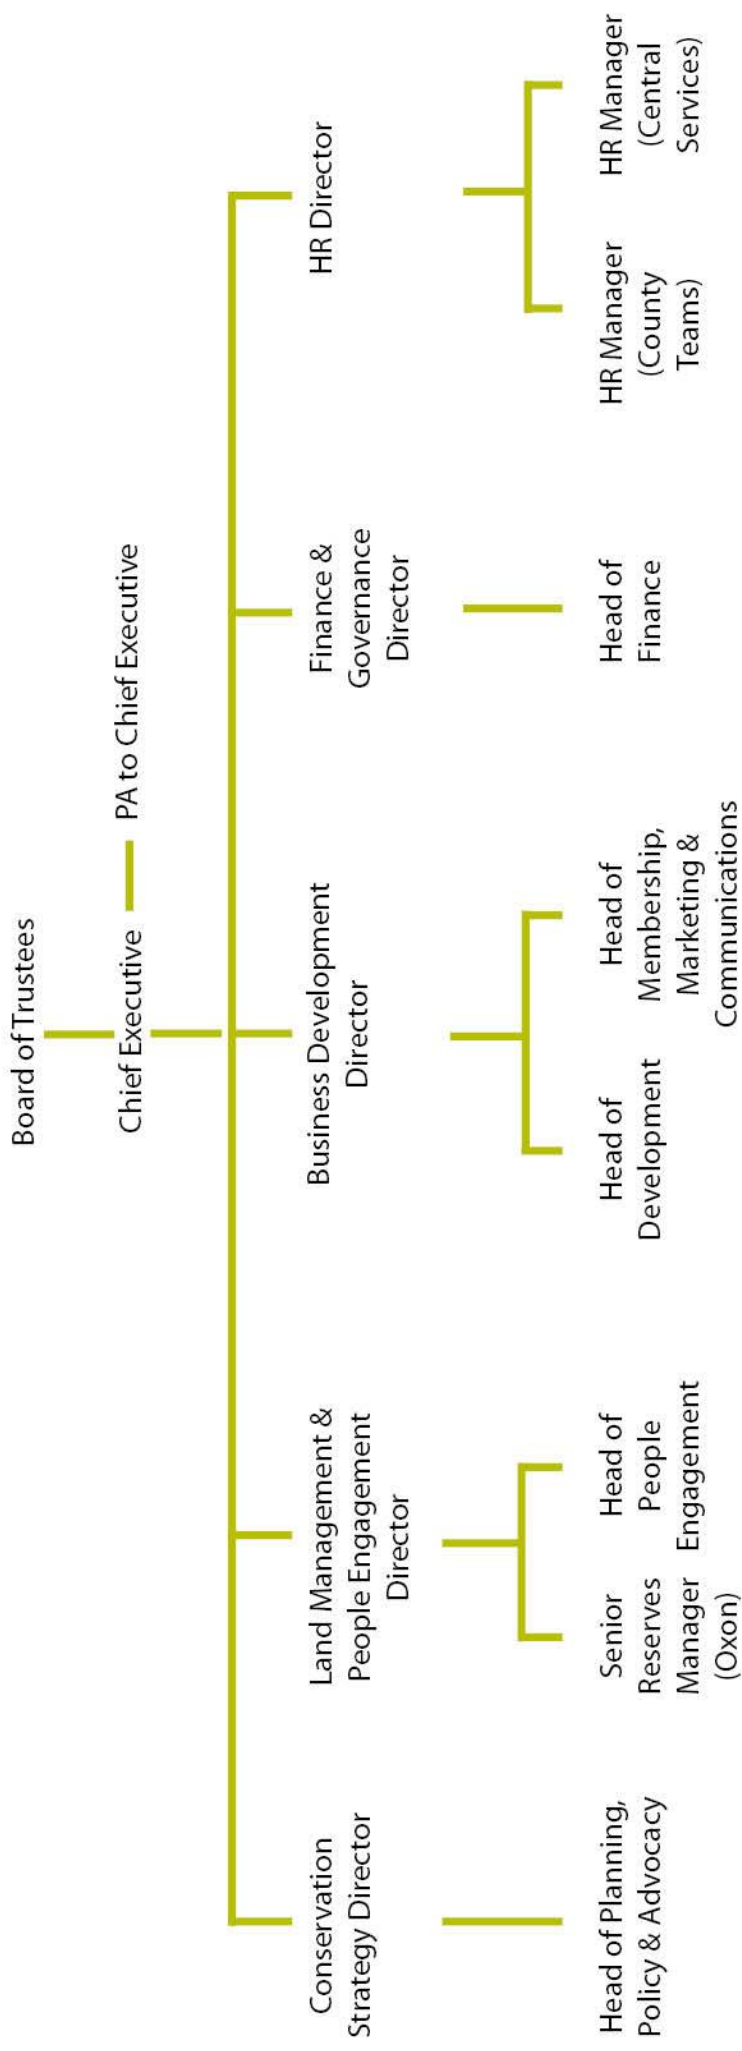 Board of Trustees
Chief Executive
PA to Chief Executive
Conservation
Strategy Director
Land Management &
People Engagement
Director
Business Development
Director
Finance &
Governance
Director
HR Director
Head of Planning,
Policy & Advocacy
Senior
Reserves
Manager
(Oxon)
Head of
People
Engagement
Head of
Development
Head of
Membership,
Marketing &
Communications
Head of
Finance
HR Manager
(County
Teams)
HR Manager
(Central
Services)